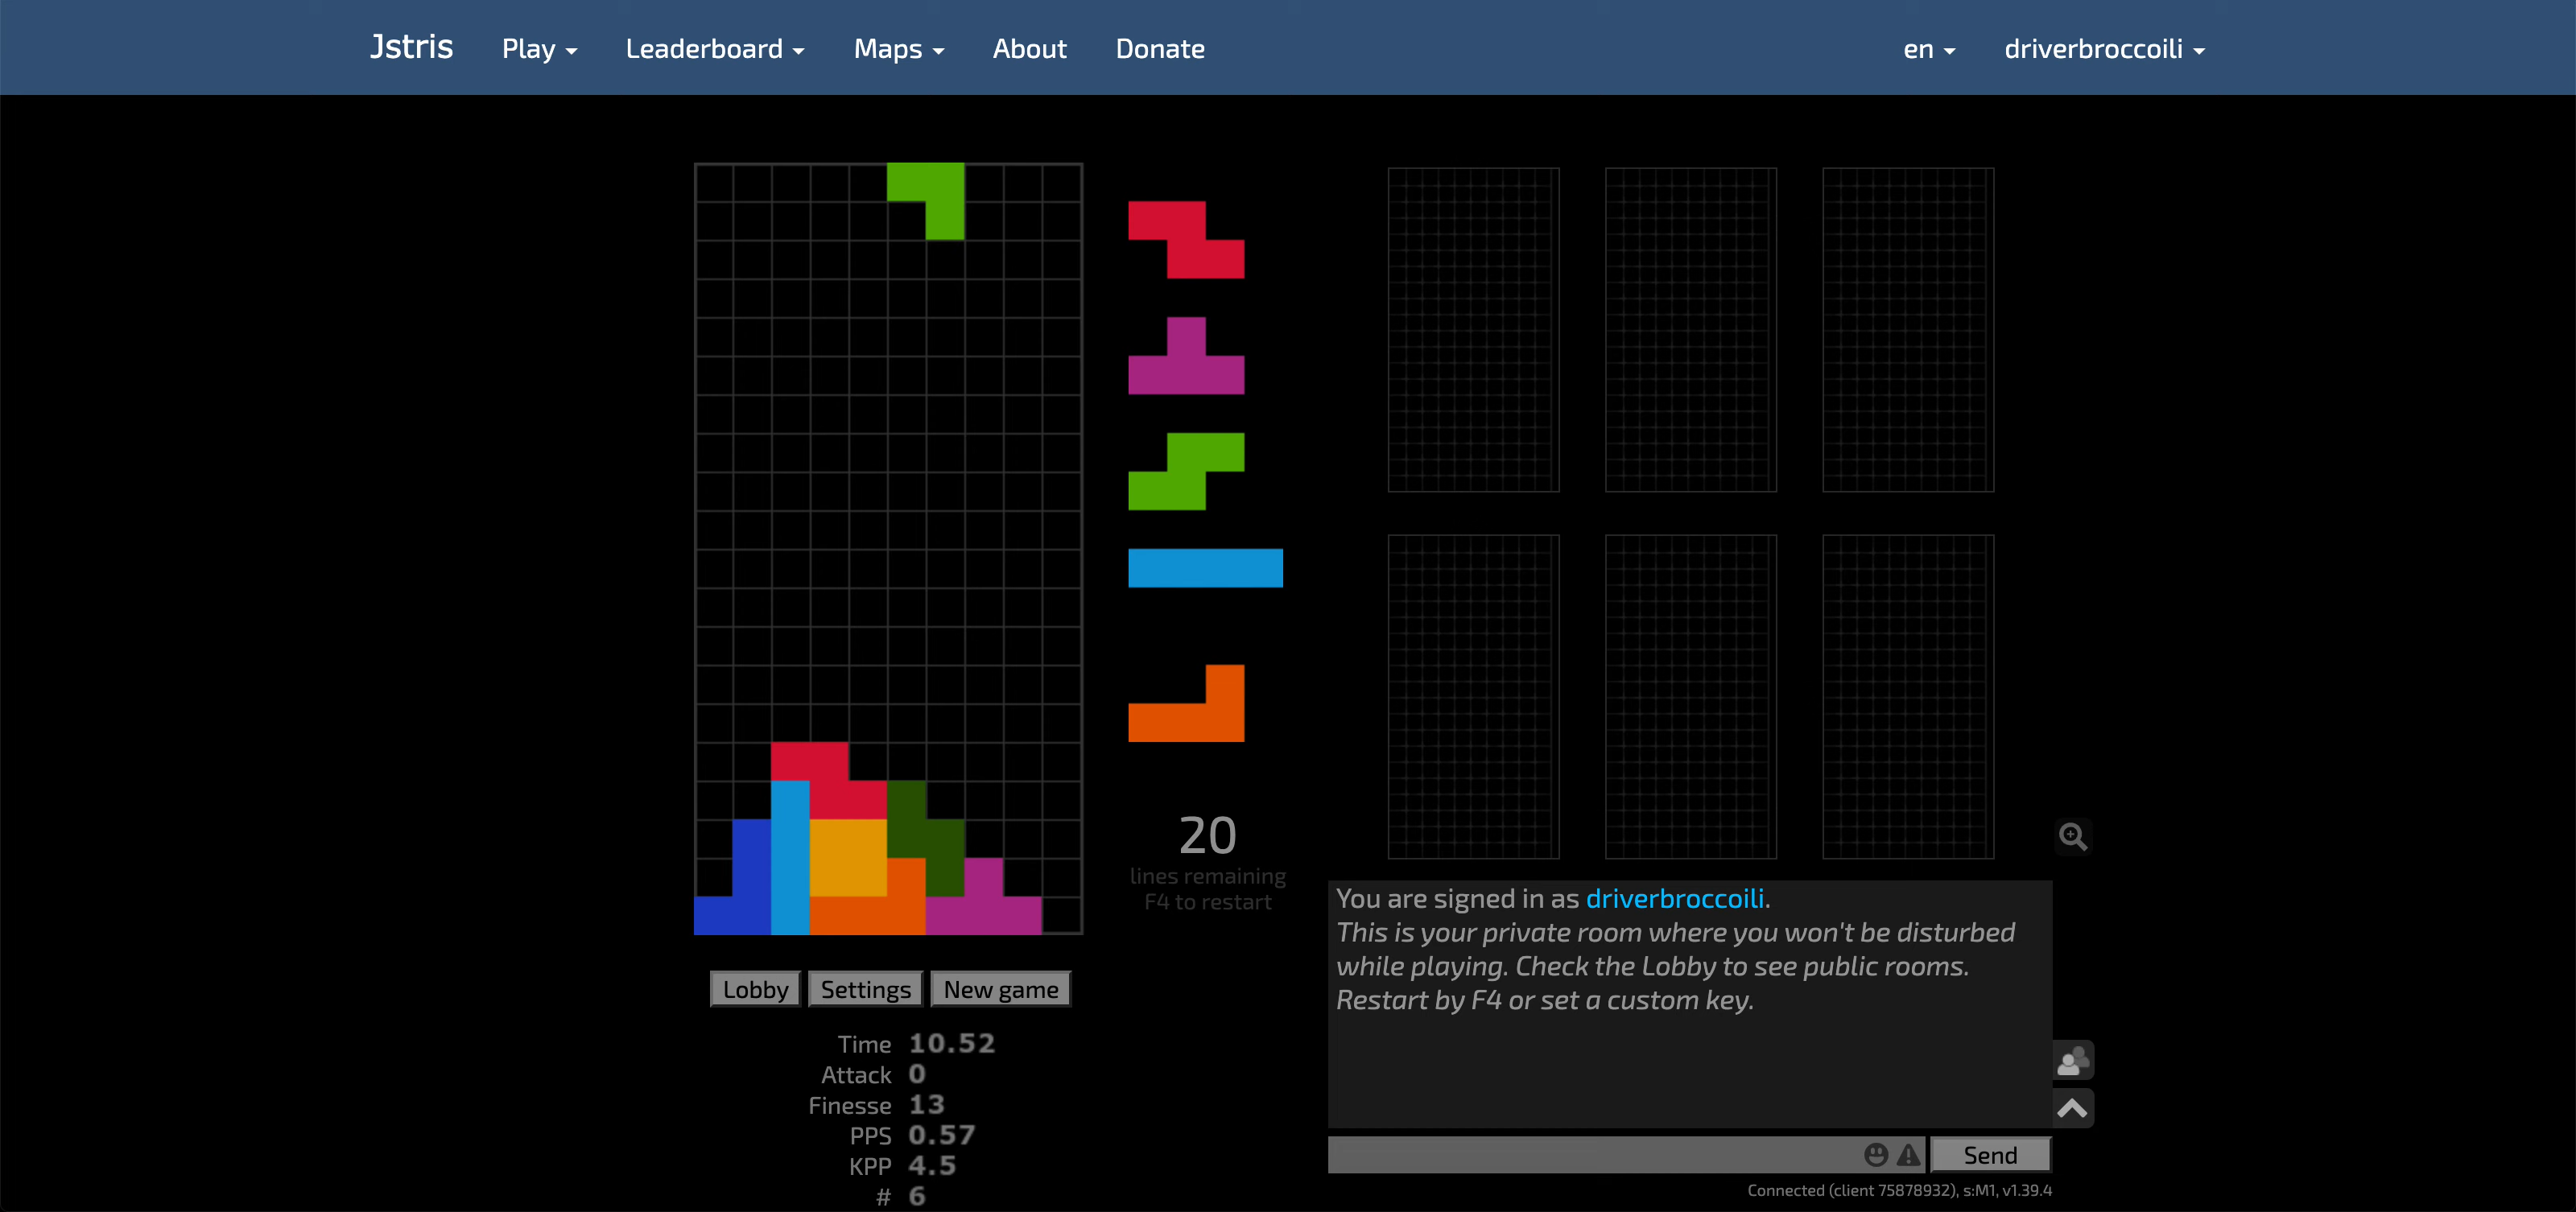 Jstris Play Leaderboard Maps About Donate en driverbroccoili
20
lines remaining
F4 to restart
Lobby Settings New game
Time 10.52
Attack 0
Finesse 13
PPS 0.57
KPP 4.5
# 6
You are signed in as driverbroccoili.
This is your private room where you won't be disturbed
while playing. Check the Lobby to see public rooms.
Restart by F4 or set a custom key.
Send
Connected (client 75878932), s:M1, v1.39.4